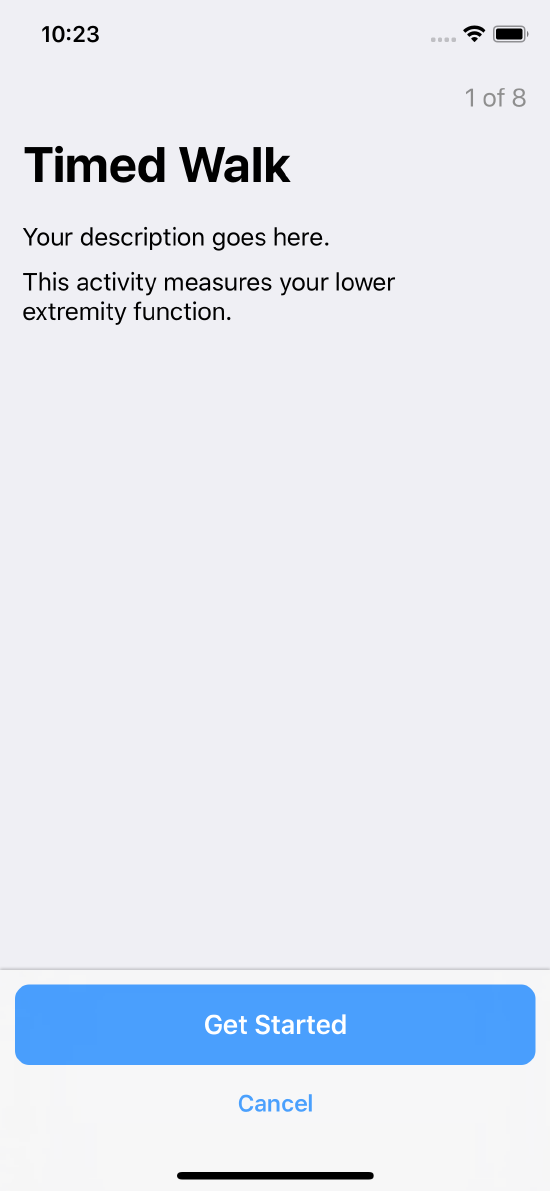 10:23
1 of 8
Timed Walk
Your description goes here.
This activity measures your lower
extremity function.
Get Started
Cancel